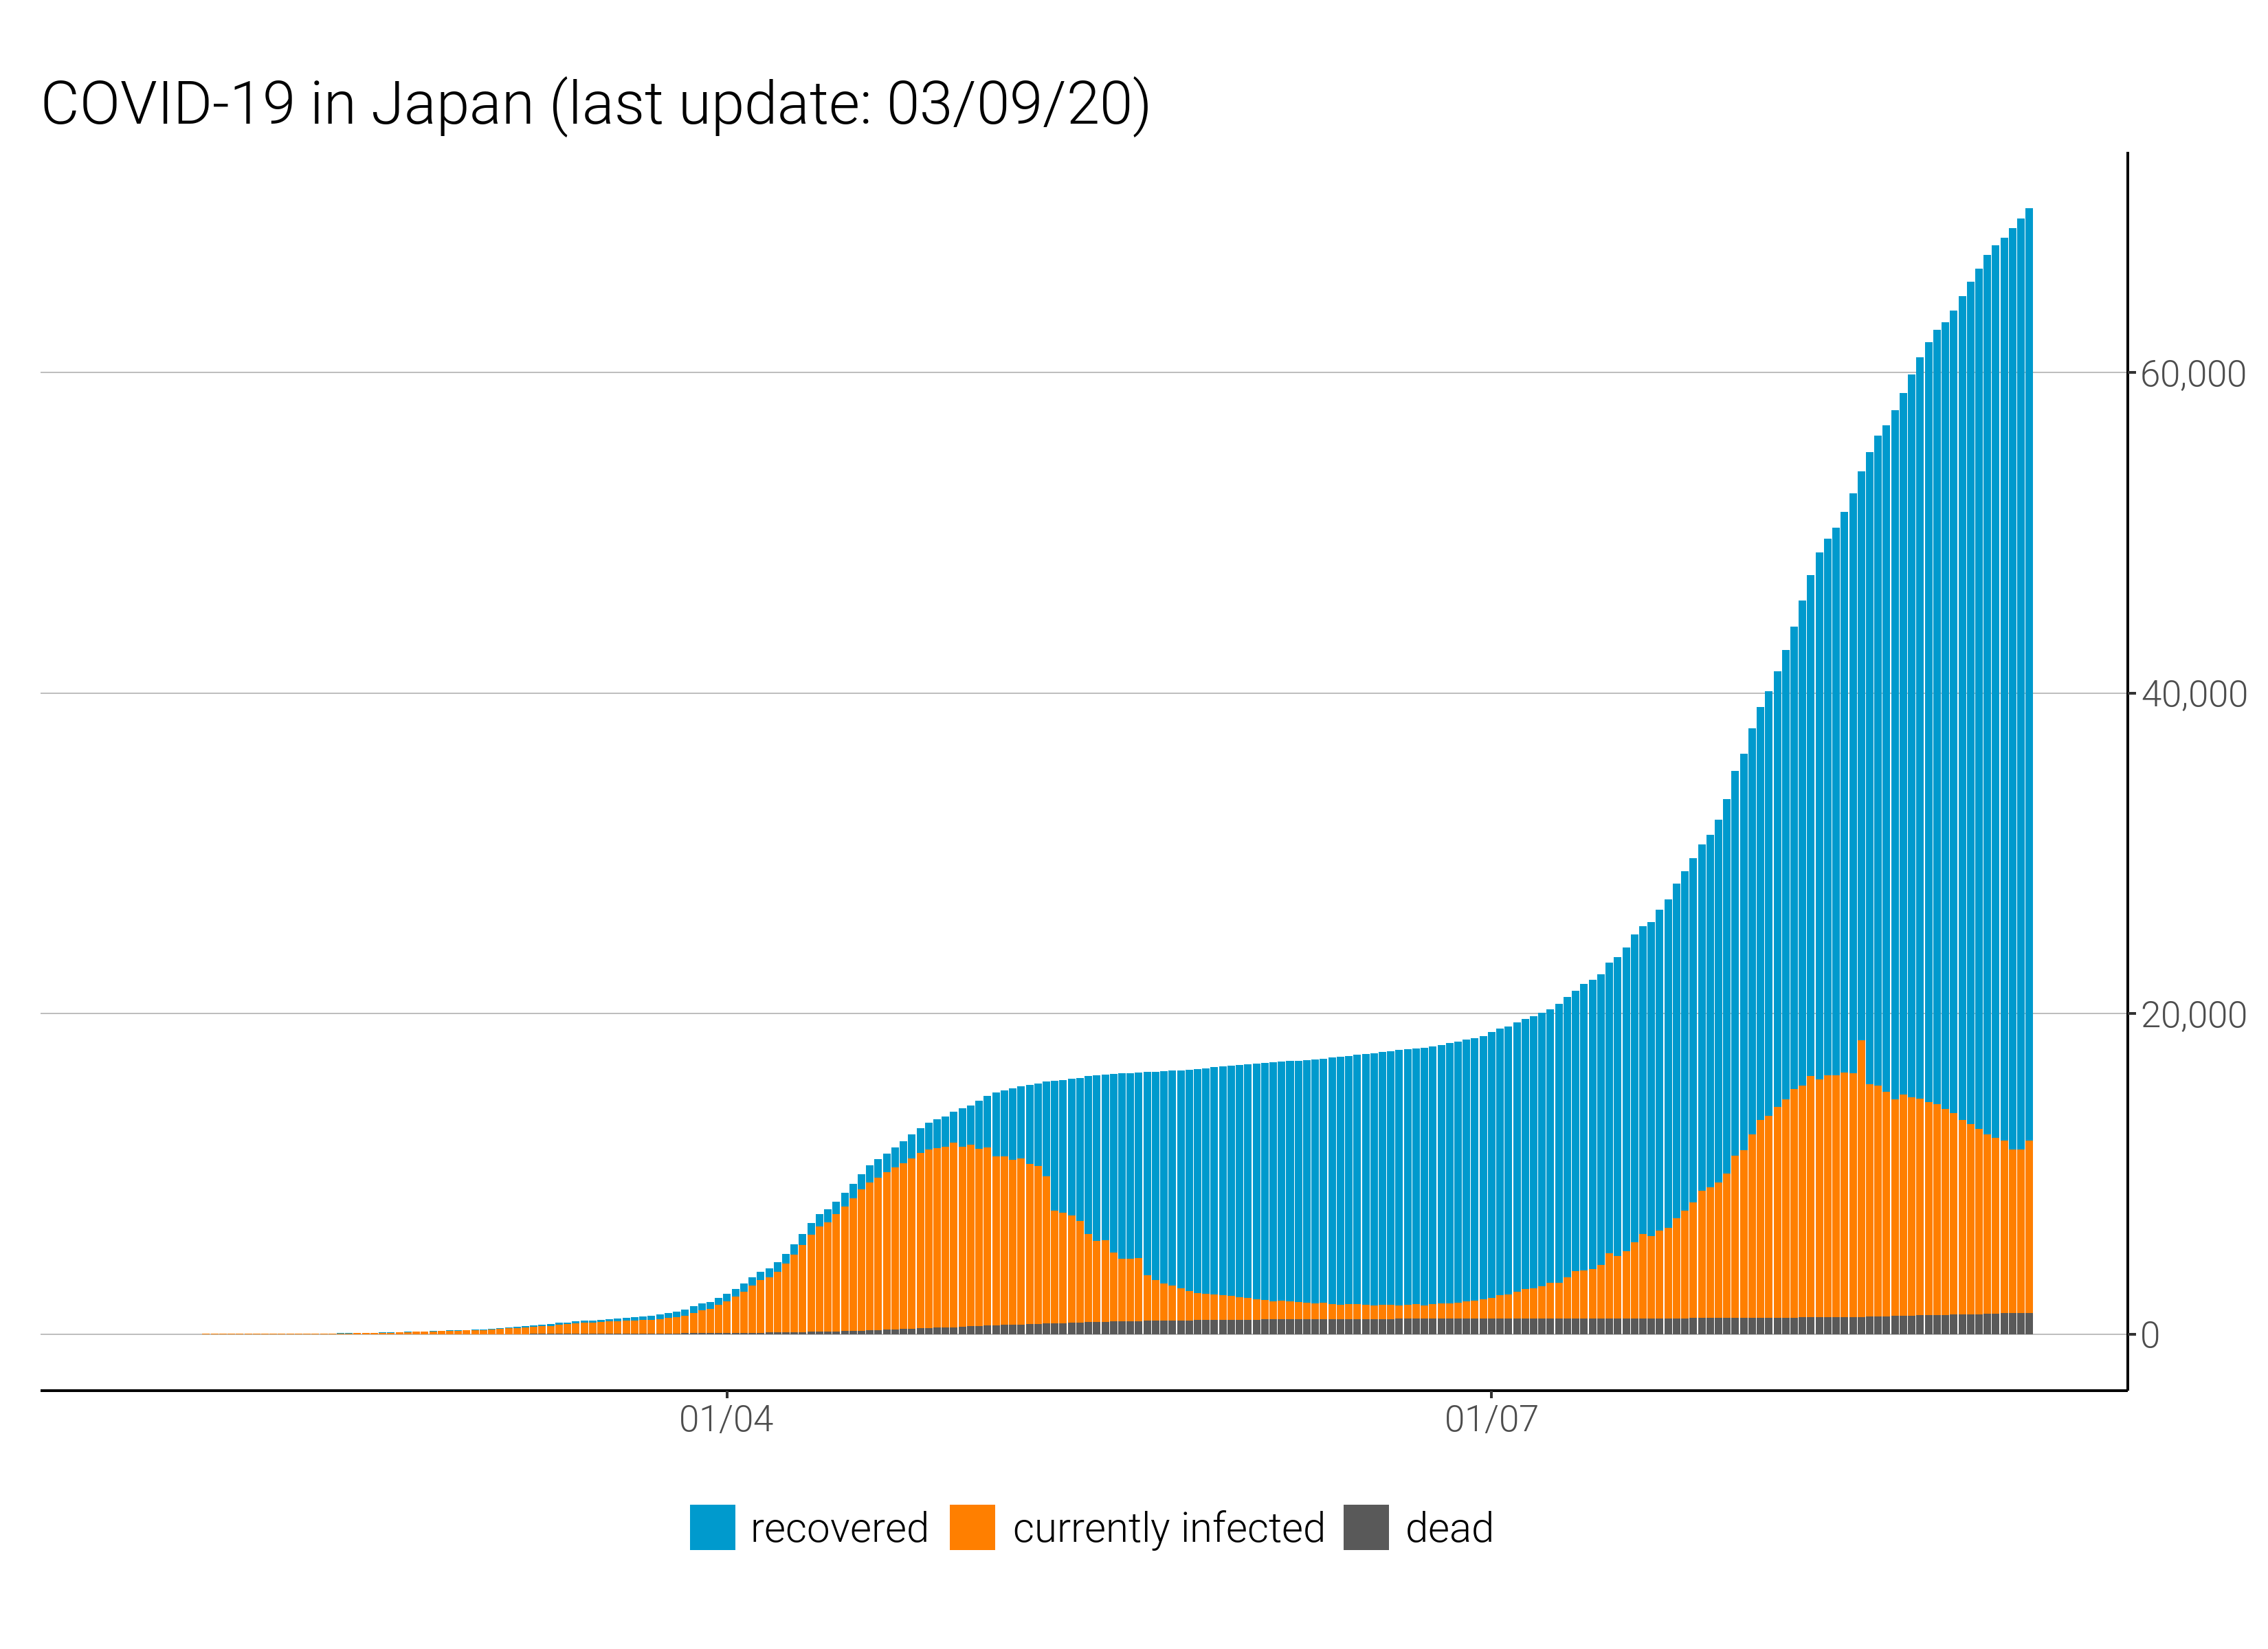 COVID-19 in Japan (last update: 03/09/20)
60,000
40,000
20,000
0
01/04 01/07
recovered currently infected dead